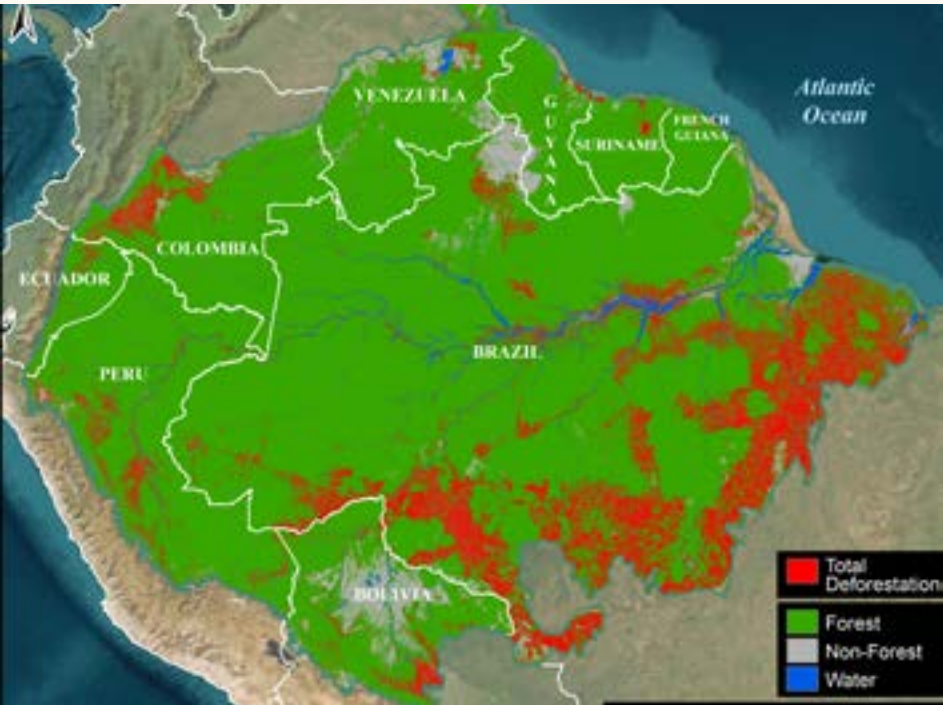 Atlantic
Ocean
VENEZUELA
GUYANA
SURINAME
FRENCH
GUIANA
COLOMBIA
ECUADOR
PERU
BRAZIL
BOLIVIA
Total
Deforestation
Forest
Non-Forest
Water